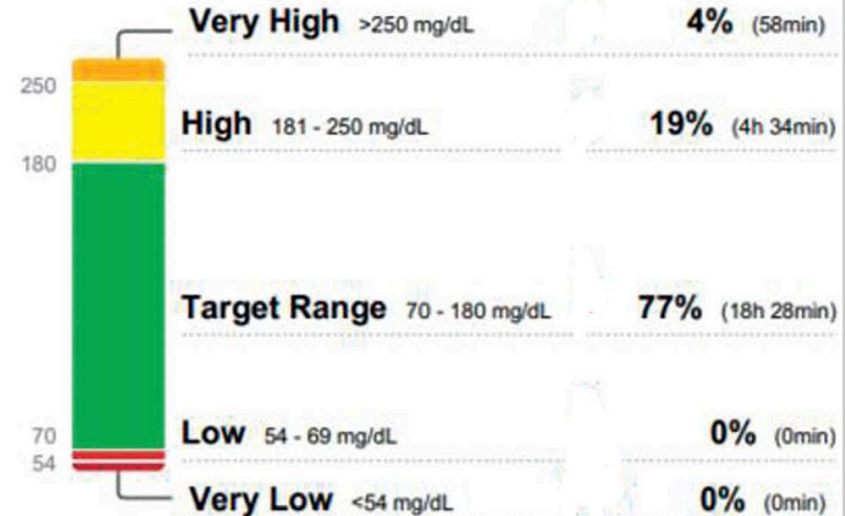 Very High >250 mg/dL 4% (58min)
250
High 181 - 250 mg/dL 19% (4h 34min)
180
Target Range 70 - 180 mg/dL 77% (18h 28min)
70
Low 54 - 69 mg/dL 0% (0min)
54
Very Low <54 mg/dL 0% (0min)